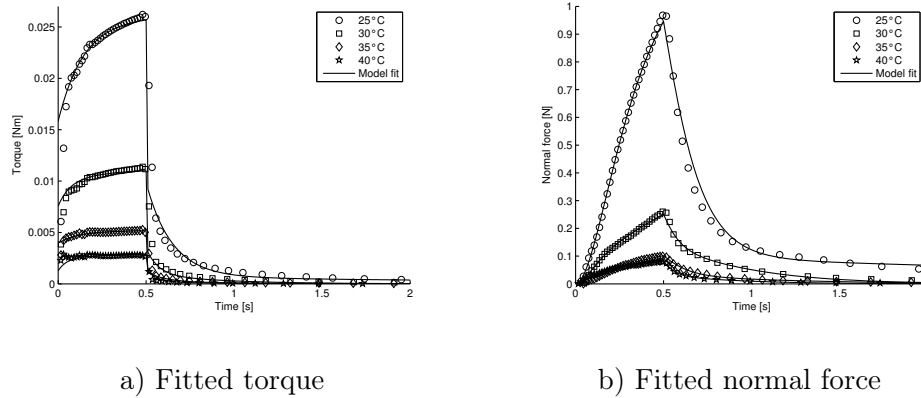 0.025
0.02
0.015
0.01
0.005
0
0
0.5
1
1.5
2
Torque [Nm]
Time [s]
25°C
30°C
35°C
40°C
Model fit
a) Fitted torque
1
0.9
0.8
0.7
0.6
0.5
0.4
0.3
0.2
0.1
0
0
0.5
1
1.5
Normal force [N]
Time [s]
25°C
30°C
35°C
40°C
Model fit
b) Fitted normal force